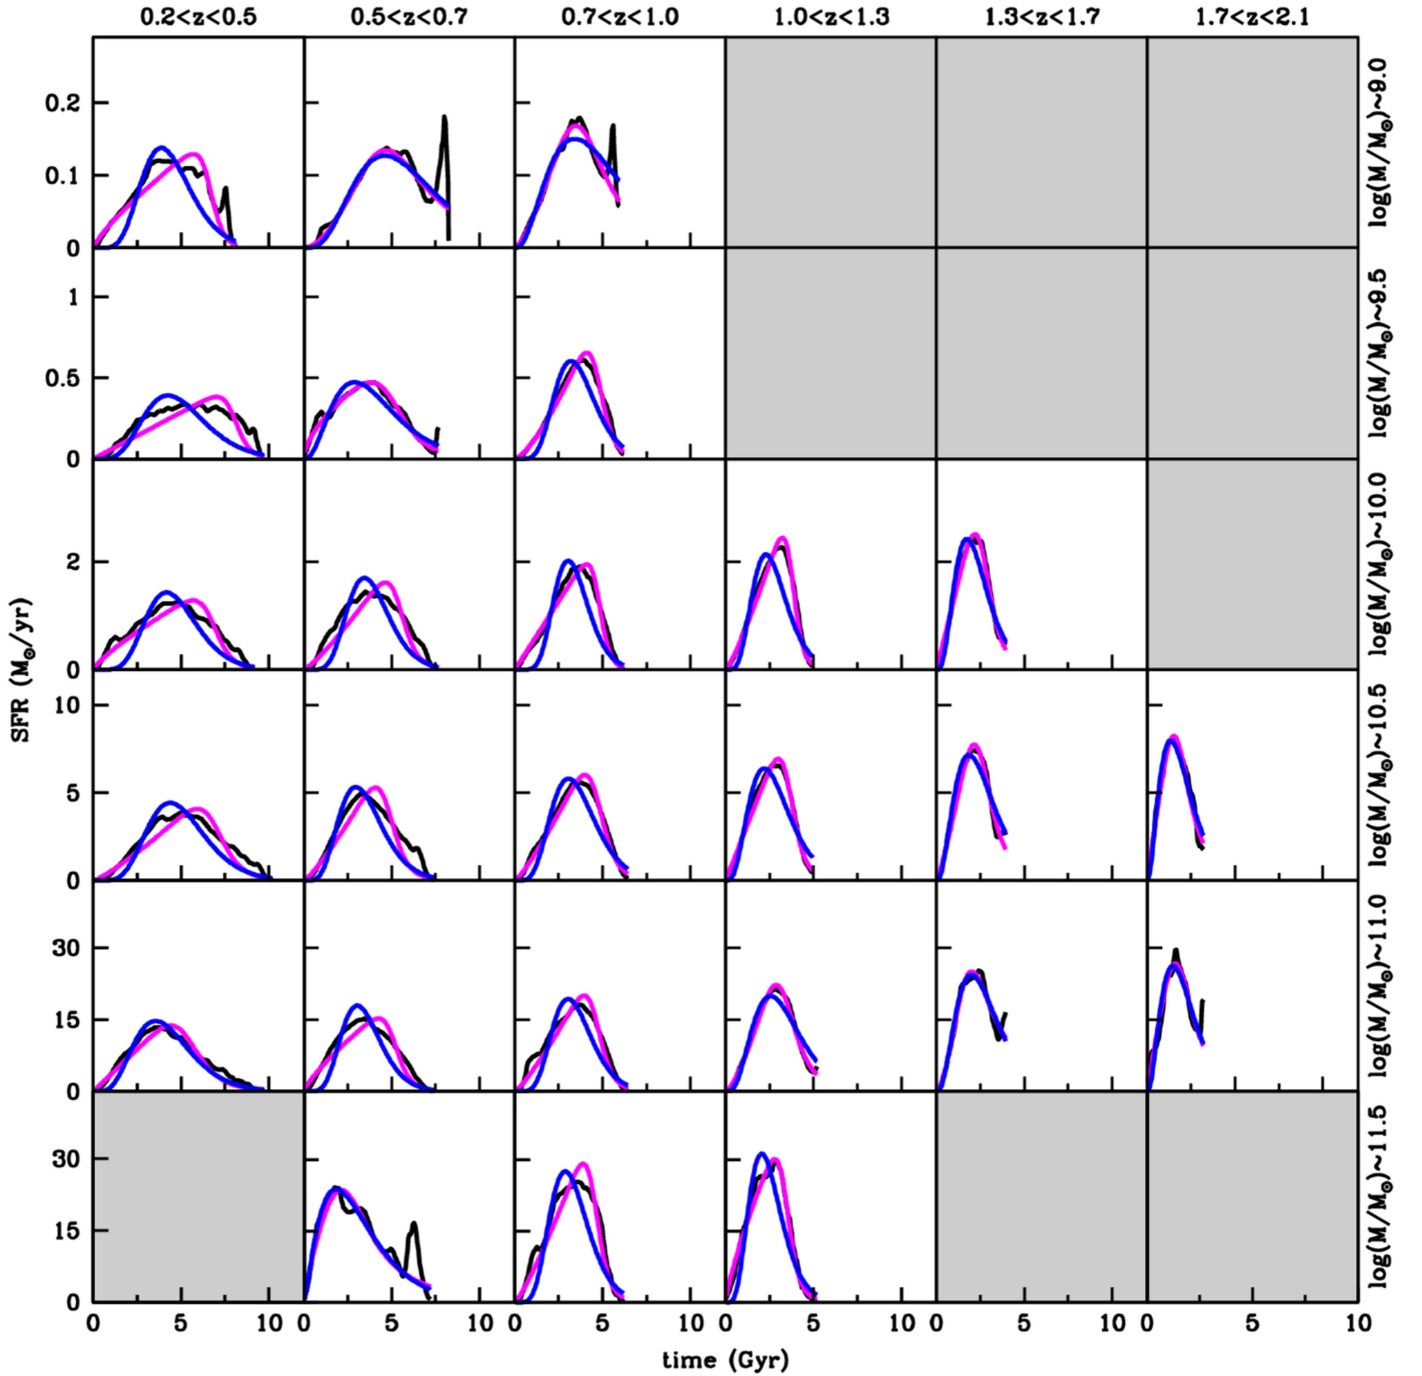 0.2<z<0.5 0.5<z<0.7 0.7<z<1.0 1.0<z<1.3 1.3<z<1.7 1.7<z<2.1
0.2
0.1
0
log(M/M⊙)~9.0
1
0.5
0
log(M/M⊙)~9.5
2
0
log(M/M⊙)~10.0
10
5
0
log(M/M⊙)~10.5
30
15
0
log(M/M⊙)~11.0
30
15
0
log(M/M⊙)~11.5
SFR (M⊙/yr)
0 5 10 0 5 10 0 5 10 0 5 10 0 5 10 0 5 10
time (Gyr)